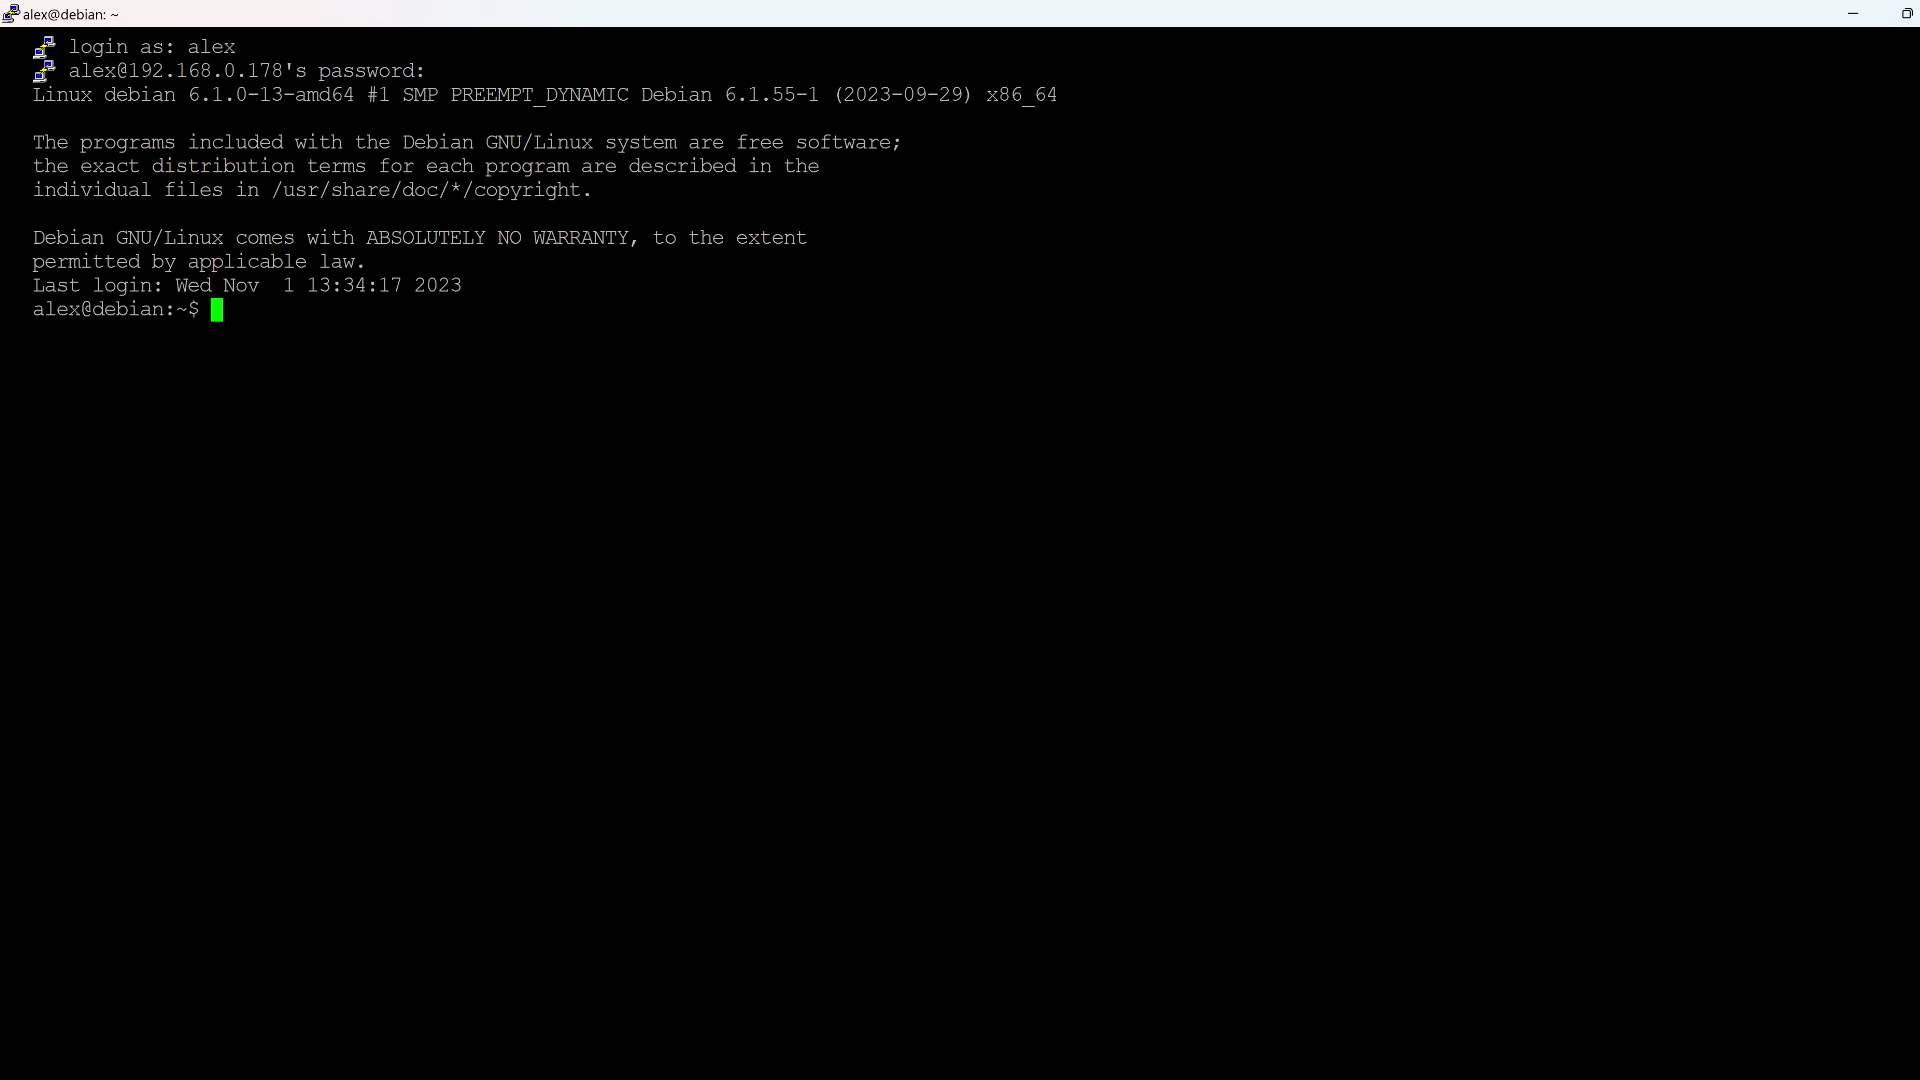 alex@debian: ~
login as: alex
alex@192.168.0.178's password:
Linux debian 6.1.0-13-amd64 #1 SMP PREEMPT_DYNAMIC Debian 6.1.55-1 (2023-09-29) x86_64
The programs included with the Debian GNU/Linux system are free software;
the exact distribution terms for each program are described in the
individual files in /usr/share/doc/*/copyright.
Debian GNU/Linux comes with ABSOLUTELY NO WARRANTY, to the extent
permitted by applicable law.
Last login: Wed Nov  1 13:34:17 2023
alex@debian:~$